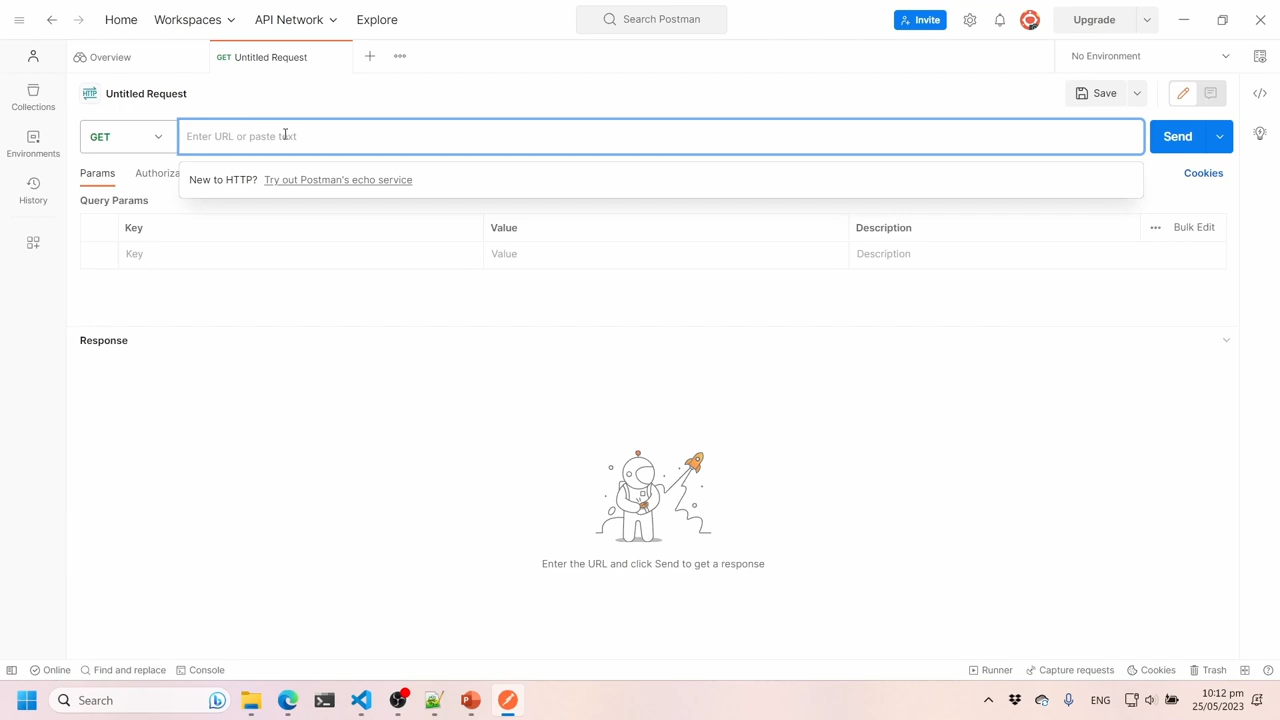 Home Workspaces API Network Explore Search Postman Invite Upgrade
Overview GET Untitled Request No Environment
HTTP Untitled Request Save
Collections
Environments
History
GET Enter URL or paste text Send
New to HTTP? Try out Postman's echo service
Params Authoriza Cookies
Query Params
Key Value Description Bulk Edit
Key Value Description
Response
Enter the URL and click Send to get a response
Online Find and replace Console Runner Capture requests Cookies Trash
Search ENG 10:12 pm
25/05/2023